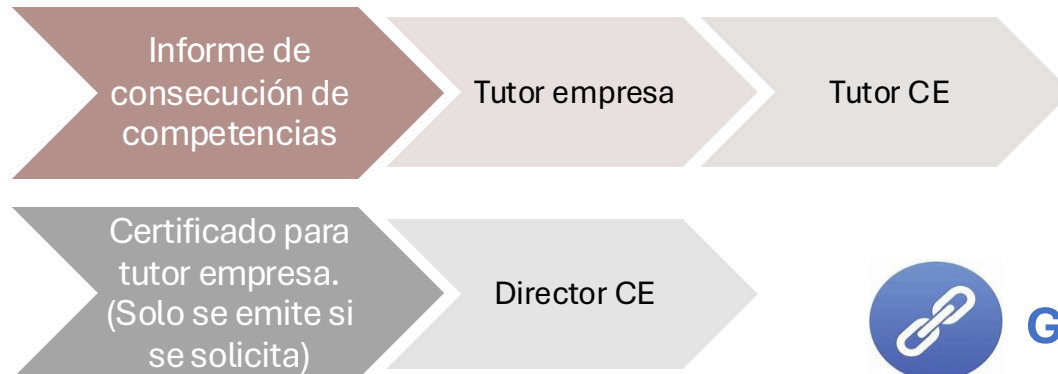 Informe de
consecución de
competencias
Tutor empresa
Tutor CE
Certificado para
tutor empresa.
(Solo se emite si
se solicita)
Director CE
G